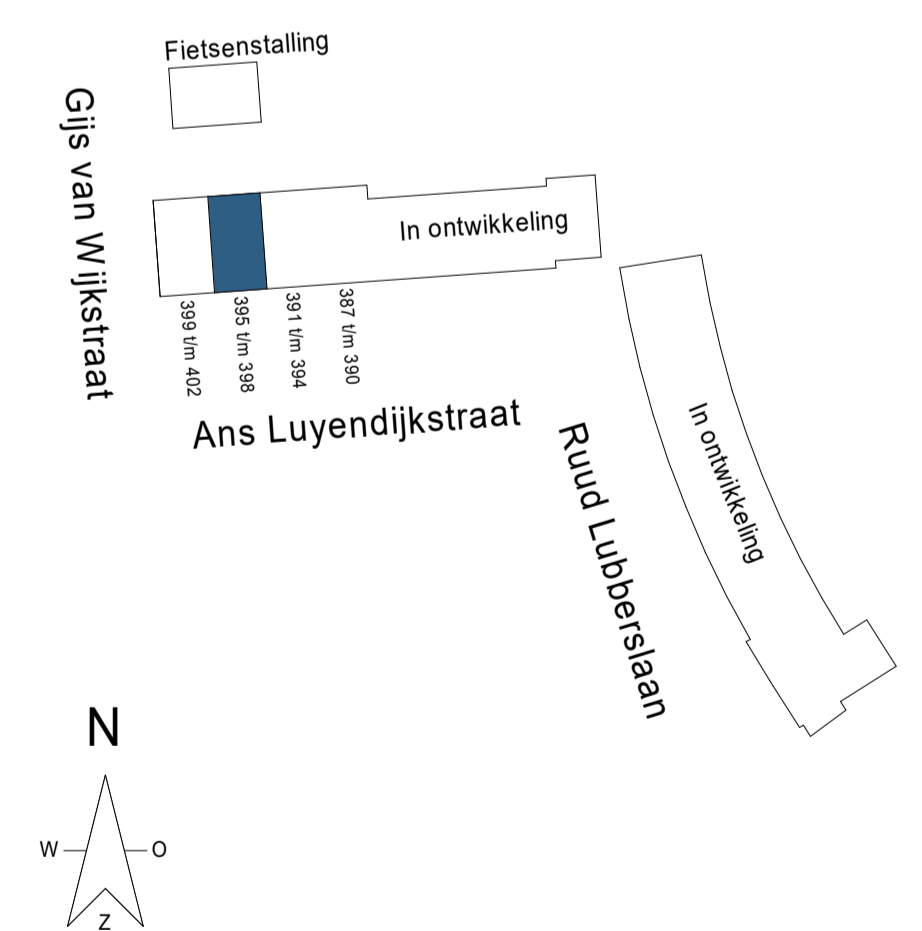 Fietsenstalling
Gijs van Wijkstraat
In ontwikkeling
399 t/m 402
395 t/m 398
391 t/m 394
387 t/m 390
Ans Luyendijkstraat
Ruud Lubberslaan
In ontwikkeling
N
W
O
Z